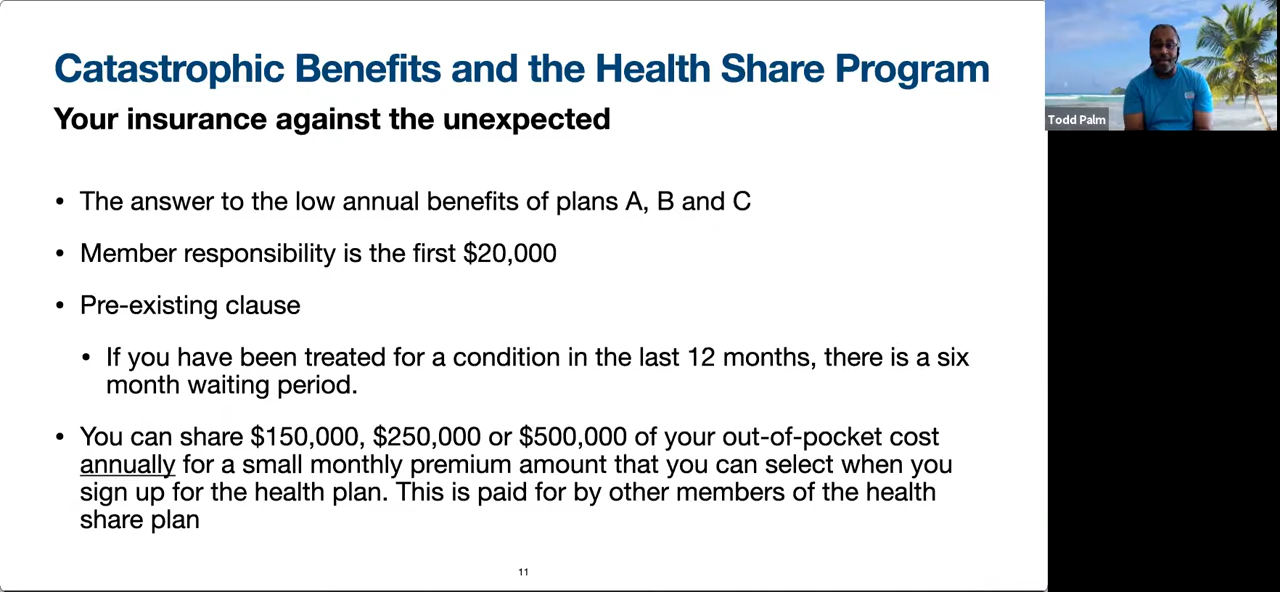 Catastrophic Benefits and the Health Share Program
Your insurance against the unexpected
• The answer to the low annual benefits of plans A, B and C
• Member responsibility is the first $20,000
• Pre-existing clause
• If you have been treated for a condition in the last 12 months, there is a six
month waiting period.
• You can share $150,000, $250,000 or $500,000 of your out-of-pocket cost
annually for a small monthly premium amount that you can select when you
sign up for the health plan. This is paid for by other members of the health
share plan
11
Todd Palm